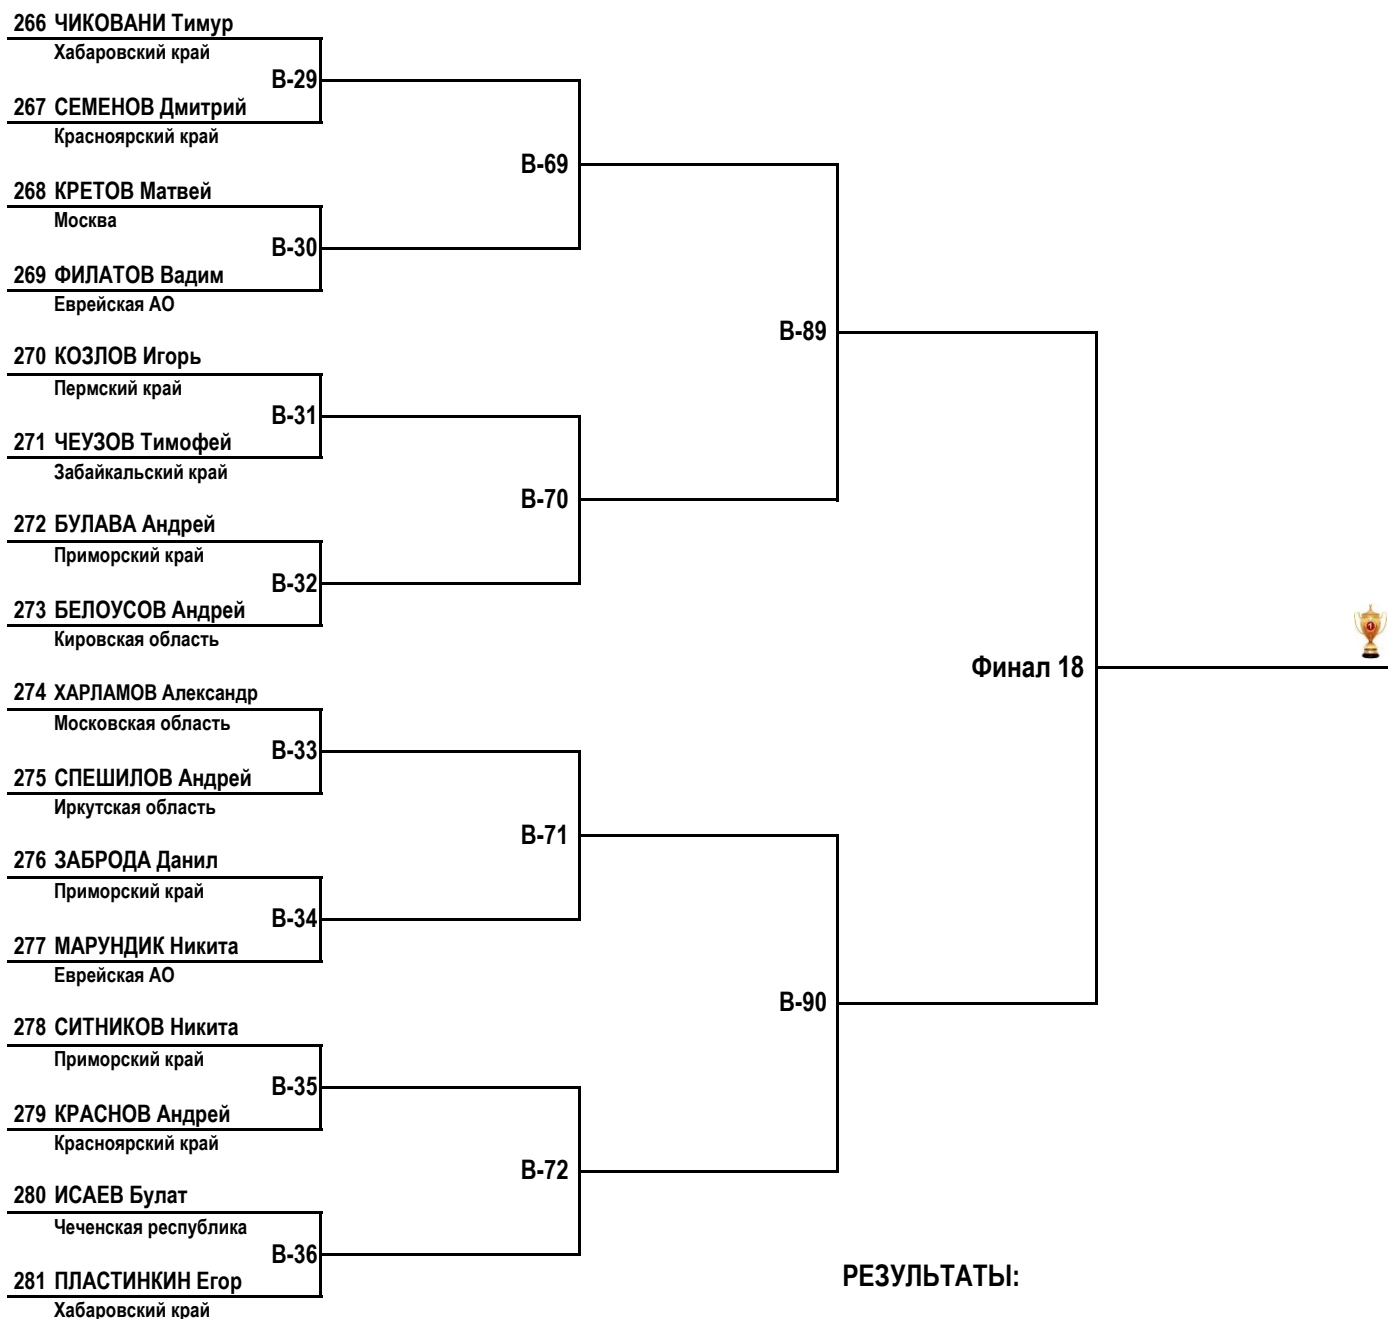 266 ЧИКОВАНИ Тимур
Хабаровский край
В-29
267 СЕМЕНОВ Дмитрий
Красноярский край
В-69
268 КРЕТОВ Матвей
Москва
В-30
269 ФИЛАТОВ Вадим
Еврейская АО
В-89
270 КОЗЛОВ Игорь
Пермский край
В-31
271 ЧЕУЗОВ Тимофей
Забайкальский край
В-70
272 БУЛАВА Андрей
Приморский край
В-32
273 БЕЛОУСОВ Андрей
Кировская область
1
Финал 18
274 ХАРЛАМОВ Александр
Московская область
В-33
275 СПЕШИЛОВ Андрей
Иркутская область
В-71
276 ЗАБРОДА Данил
Приморский край
В-34
277 МАРУНДИК Никита
Еврейская АО
В-90
278 СИТНИКОВ Никита
Приморский край
В-35
279 КРАСНОВ Андрей
Красноярский край
В-72
280 ИСАЕВ Булат
Чеченская республика
В-36
281 ПЛАСТИНКИН Егор
Хабаровский край
РЕЗУЛЬТАТЫ: